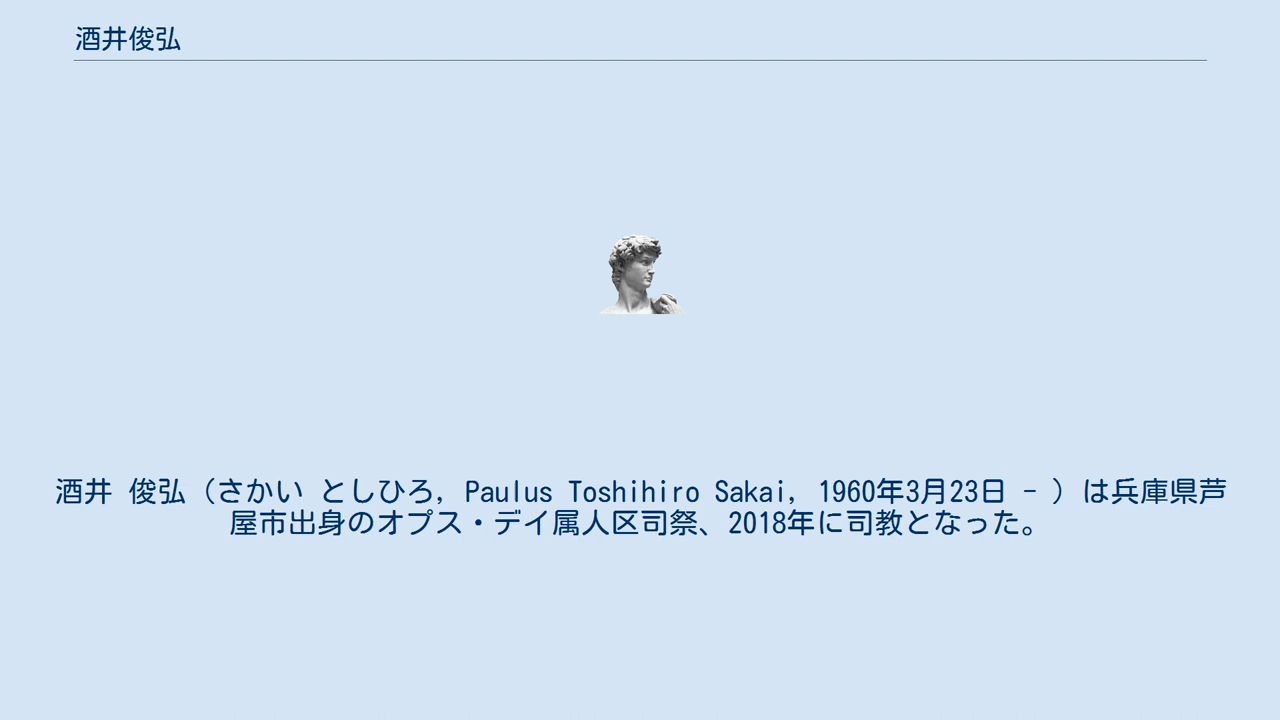 酒井俊弘
酒井 俊弘（さかい としひろ, Paulus Toshihiro Sakai, 1960年3月23日 - ）は兵庫県芦
屋市出身のオプス・デイ属人区司祭、2018年に司教となった。